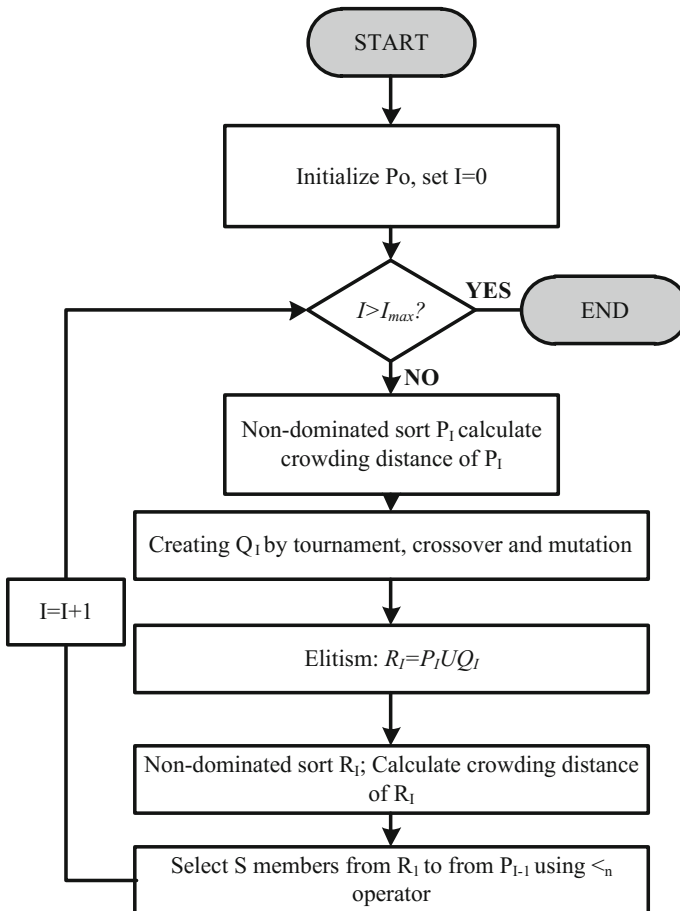 START
Initialize Po, set I=0
I>Imax?
YES
END
NO
Non-dominated sort PI calculate
crowding distance of PI
Creating QI by tournament, crossover and mutation
I=I+1
Elitism: RI=PIUQI
Non-dominated sort RI; Calculate crowding distance
of RI
Select S members from R1 to from PI-1 using <n
operator